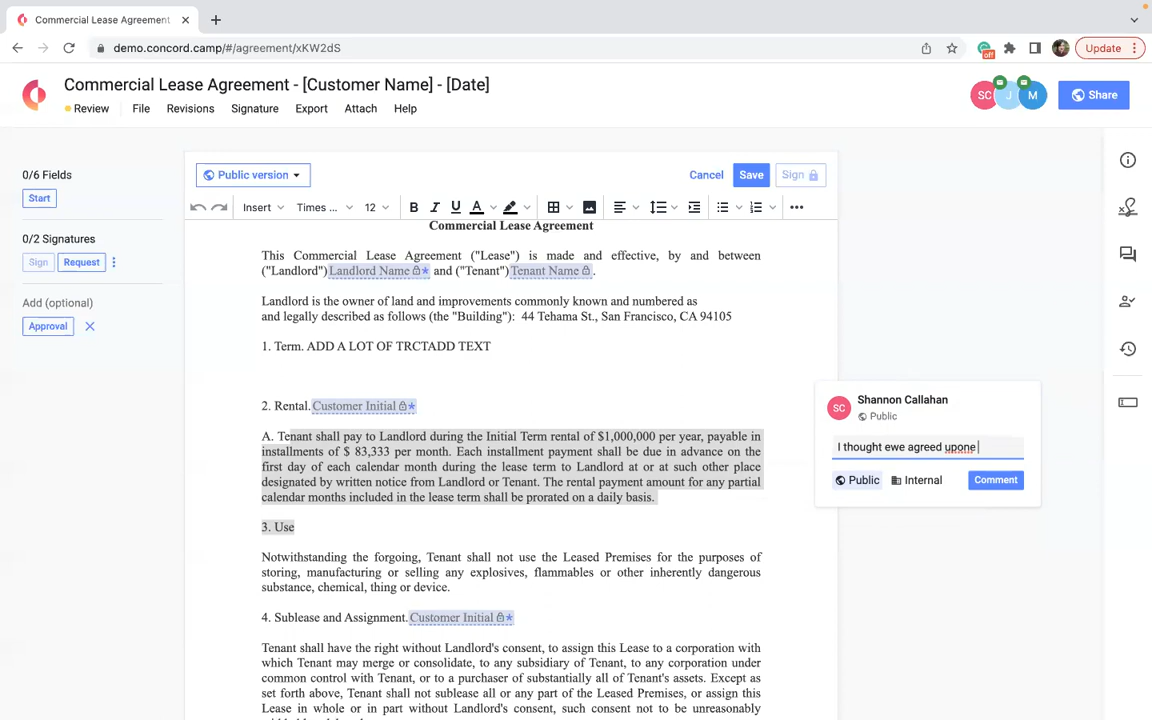 Commercial Lease Agreement
demo.concord.camp/#/agreement/xKW2dS
off
Update
Commercial Lease Agreement - [Customer Name] - [Date]
Review File Revisions Signature Export Attach Help
SC J M Share
0/6 Fields
Start
0/2 Signatures
Sign Request
Add (optional)
Approval
Public version Cancel Save Sign
Insert Times ... 12 B I U A
Commercial Lease Agreement
This Commercial Lease Agreement ("Lease") is made and effective, by and between
("Landlord") Landlord Name * and ("Tenant") Tenant Name .
Landlord is the owner of land and improvements commonly known and numbered as
and legally described as follows (the "Building"): 44 Tehama St., San Francisco, CA 94105
1. Term. ADD A LOT OF TRCTADD TEXT
2. Rental. Customer Initial *
A. Tenant shall pay to Landlord during the Initial Term rental of $1,000,000 per year, payable in
installments of $ 83,333 per month. Each installment payment shall be due in advance on the
first day of each calendar month during the lease term to Landlord at or at such other place
designated by written notice from Landlord or Tenant. The rental payment amount for any partial
calendar months included in the lease term shall be prorated on a daily basis.
3. Use
Notwithstanding the forgoing, Tenant shall not use the Leased Premises for the purposes of
storing, manufacturing or selling any explosives, flammables or other inherently dangerous
substance, chemical, thing or device.
4. Sublease and Assignment. Customer Initial *
Tenant shall have the right without Landlord's consent, to assign this Lease to a corporation with
which Tenant may merge or consolidate, to any subsidiary of Tenant, to any corporation under
common control with Tenant, or to a purchaser of substantially all of Tenant's assets. Except as
set forth above, Tenant shall not sublease all or any part of the Leased Premises, or assign this
Lease in whole or in part without Landlord's consent, such consent not to be unreasonably
SC Shannon Callahan
Public
I thought ewe agreed upone
Public Internal Comment